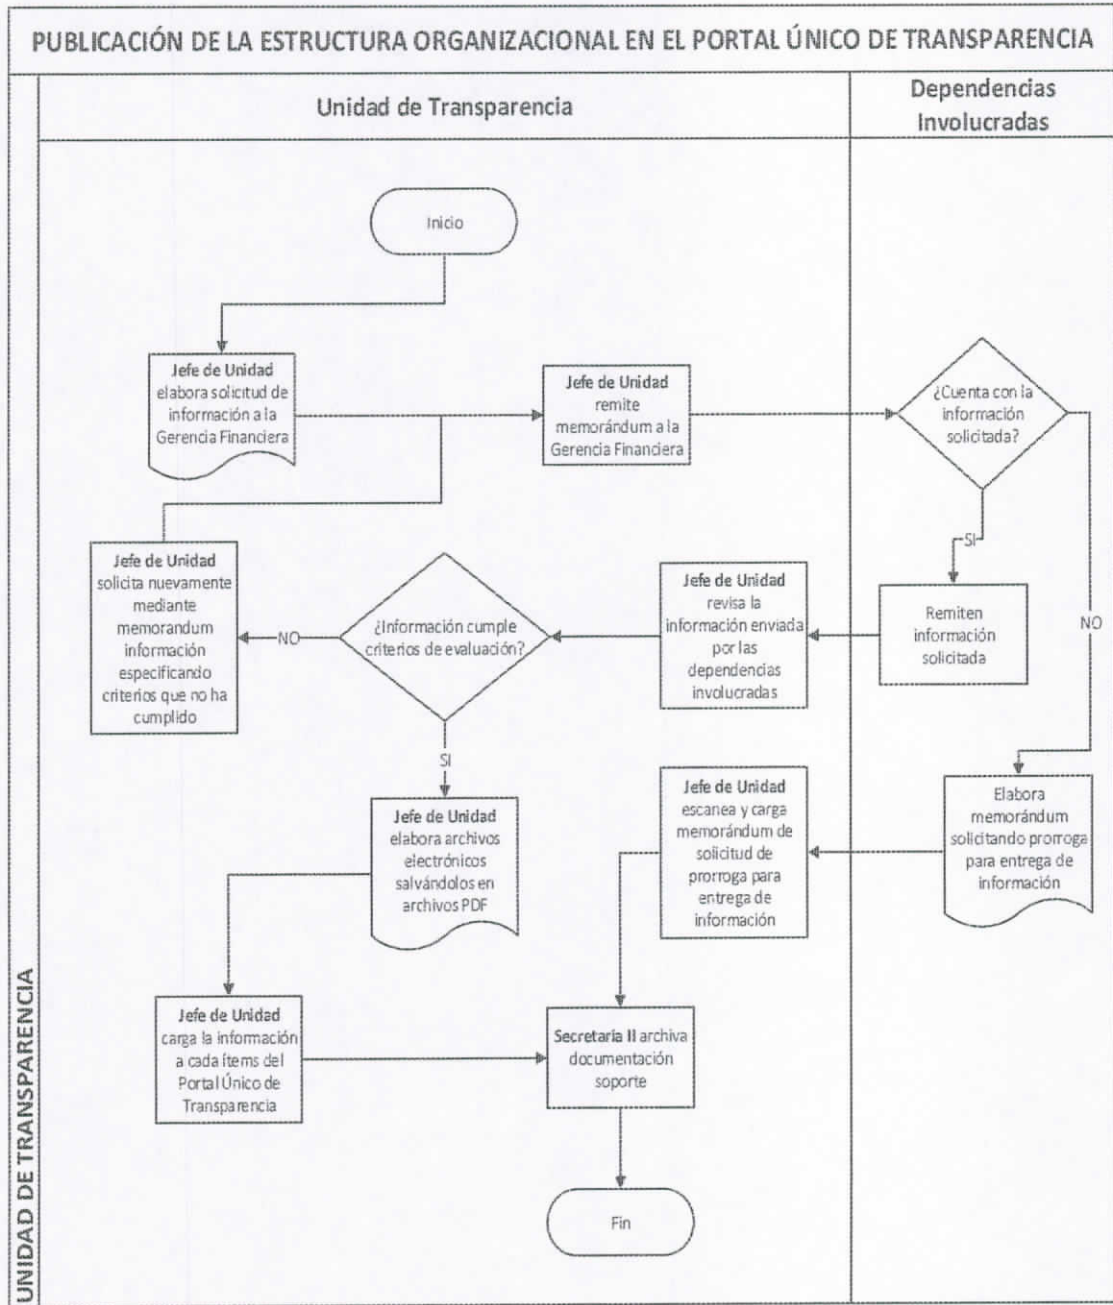 PUBLICACIÓN DE LA ESTRUCTURA ORGANIZACIONAL EN EL PORTAL ÚNICO DE TRANSPARENCIA
Unidad de Transparencia
Dependencias
Involucradas
Inicio
Jefe de Unidad
elabora solicitud de
información a la
Gerencia Financiera
Jefe de Unidad
remite
memorándum a la
Gerencia Financiera
¿Cuenta con la
información
solicitada?
SI
NO
Remiten
información
solicitada
Jefe de Unidad
revisa la
información enviada
por las
dependencias
involucradas
¿Información cumple
criterios de evaluación?
NO
Jefe de Unidad
solicita nuevamente
mediante
memorandum
información
especificando
criterios que no ha
cumplido
SI
Jefe de Unidad
elabora archivos
electrónicos
salvándolos en
archivos PDF
Jefe de Unidad
escanea y carga
memorándum de
solicitud de
prorroga para
entrega de
información
Elabora
memorándum
solicitando prorroga
para entrega de
información
Jefe de Unidad
carga la información
a cada ítems del
Portal Único de
Transparencia
Secretaria II archiva
documentación
soporte
Fin
UNIDAD DE TRANSPARENCIA